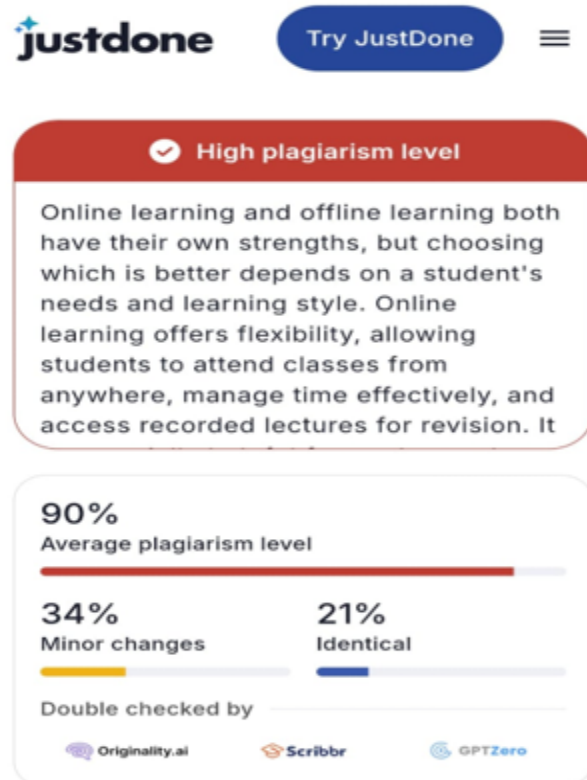 justdone
Try JustDone
High plagiarism level
Online learning and offline learning both
have their own strengths, but choosing
which is better depends on a student's
needs and learning style. Online
learning offers flexibility, allowing
students to attend classes from
anywhere, manage time effectively, and
access recorded lectures for revision. It
90%
Average plagiarism level
34%
Minor changes
21%
Identical
Double checked by
Originality.ai
Scribbr
GPTZero